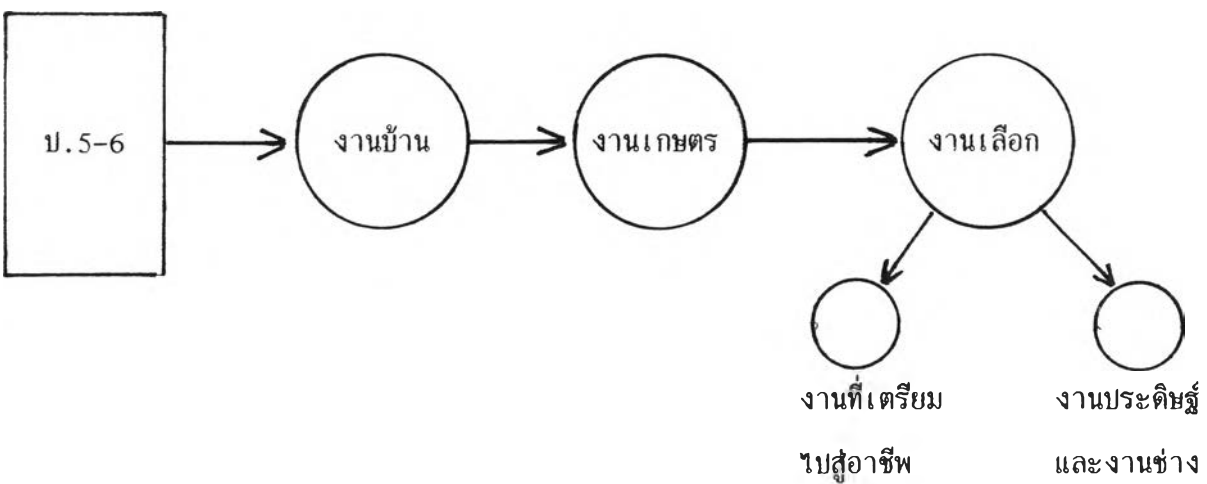 ป.5-6
งานบ้าน
งานเกษตร
งานเลือก
งานที่เตรียม
ไปสู่อาชีพ
งานประดิษฐ์
และงานช่าง